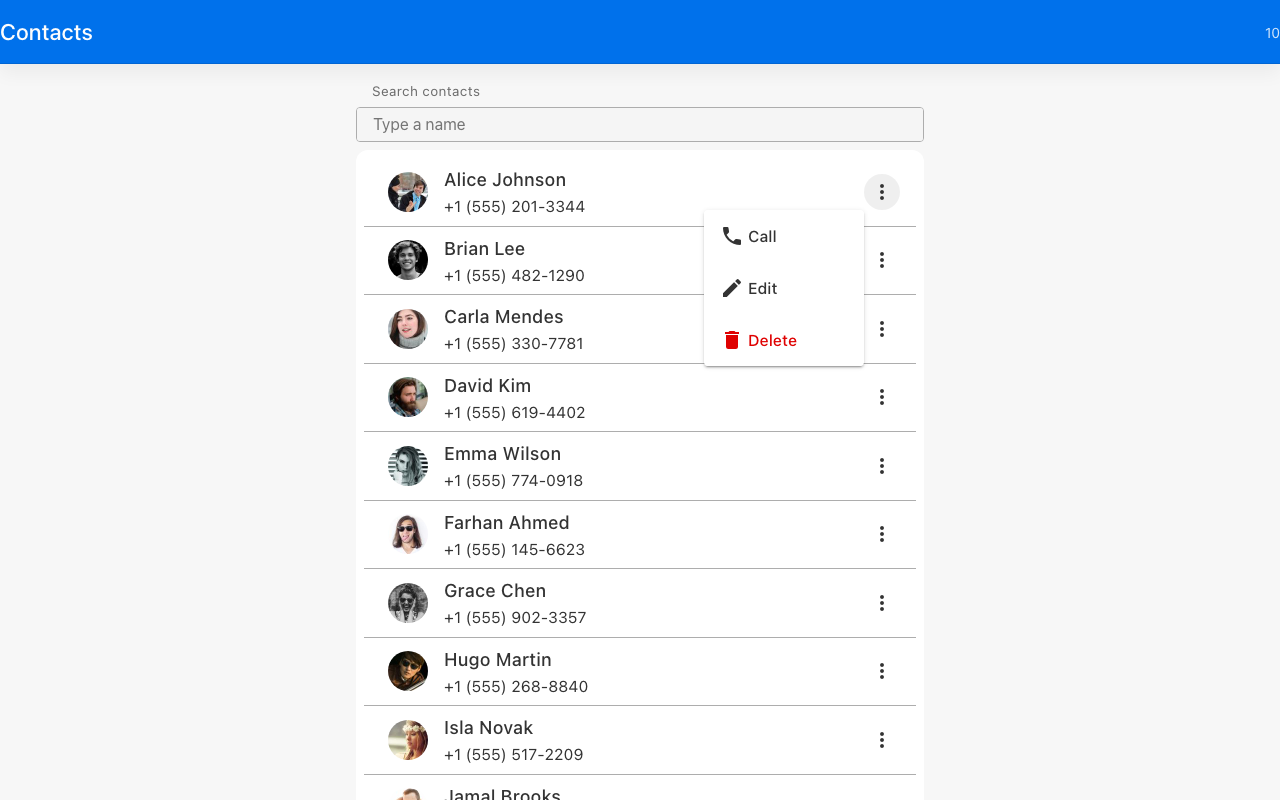 Contacts
10
Search contacts
Type a name
Alice Johnson
+1 (555) 201-3344
Call
Brian Lee
+1 (555) 482-1290
Edit
Carla Mendes
+1 (555) 330-7781
Delete
David Kim
+1 (555) 619-4402
Emma Wilson
+1 (555) 774-0918
Farhan Ahmed
+1 (555) 145-6623
Grace Chen
+1 (555) 902-3357
Hugo Martin
+1 (555) 268-8840
Isla Novak
+1 (555) 517-2209
Jamal Brooks